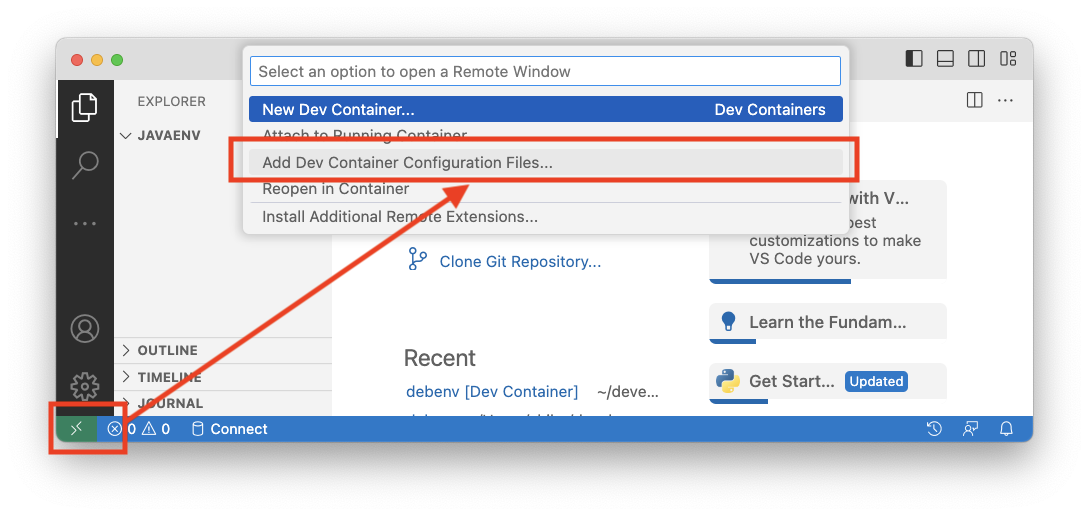 Select an option to open a Remote Window
New Dev Container... Dev Containers
Attach to Running Container
Add Dev Container Configuration Files...
Reopen in Container
Install Additional Remote Extensions...
EXPLORER
JAVAENV
OUTLINE
TIMELINE
JOURNAL
Clone Git Repository...
Recent
debenv [Dev Container] ~/deve...
with V...
best
customizations to make
VS Code yours.
Learn the Fundam...
Get Start... Updated
0 0 Connect